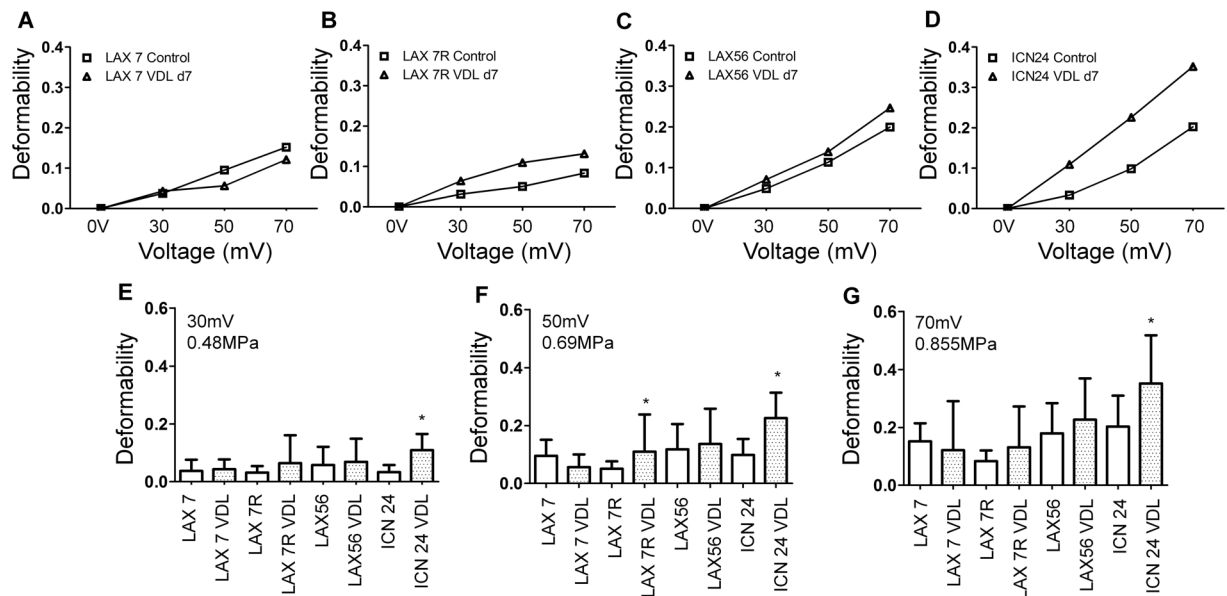 A
Deformability
0.4
0.3
0.2
0.1
0.0
LAX 7 Control
LAX 7 VDL d7
0V 30 50 70
Voltage (mV)
B
Deformability
0.4
0.3
0.2
0.1
0.0
LAX 7R Control
LAX 7R VDL d7
0V 30 50 70
Voltage (mV)
C
Deformability
0.4
0.3
0.2
0.1
0.0
LAX56 Control
LAX56 VDL d7
0V 30 50 70
Voltage (mV)
D
Deformability
0.4
0.3
0.2
0.1
0.0
ICN24 Control
ICN24 VDL d7
0V 30 50 70
Voltage (mV)
E
Deformability
0.6
0.4
0.2
0.0
30mV
0.48MPa
*
LAX 7
LAX 7 VDL
LAX 7R
LAX 7R VDL
LAX56
LAX56 VDL
ICN 24
ICN 24 VDL
F
Deformability
0.6
0.4
0.2
0.0
50mV
0.69MPa
*
*
LAX 7
LAX 7 VDL
LAX 7R
LAX 7R VDL
LAX56
LAX56 VDL
ICN 24
ICN 24 VDL
G
Deformability
0.6
0.4
0.2
0.0
70mV
0.855MPa
*
LAX 7
LAX 7 VDL
LAX 7R
LAX 7R VDL
LAX56
LAX56 VDL
ICN 24
ICN 24 VDL